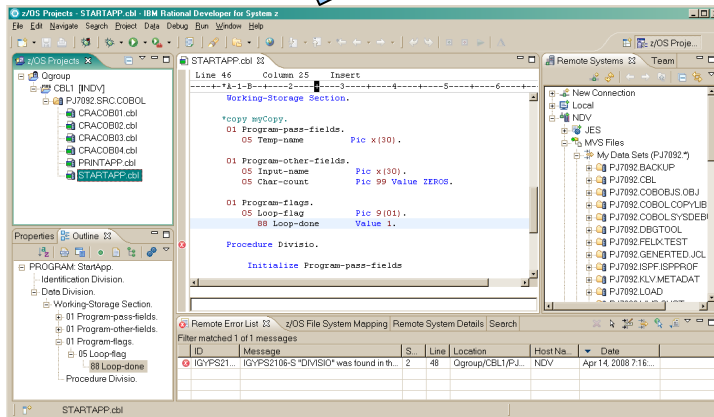 z/OS Projects - STARTAPP.cbl - IBM Rational Developer for System z
File Edit Navigate Search Project Data Debug Run Window Help
z/OS Proje...
z/OS Projects
Qgroup
CBL1 [INDV]
PJ7092.SRC.COBOL
CRACOB01.cbl
CRACOB02.cbl
CRACOB03.cbl
CRACOB04.cbl
PRINTAPP.cbl
STARTAPP.cbl
Properties Outline
PROGRAM: StartApp.
Identification Division.
Data Division.
Working-Storage Section.
01 Program-pass-fields.
01 Program-other-fields.
01 Program-flags.
05 Loop-flag
88 Loop-done
Procedure Divisio.
STARTAPP.cbl
Line 46 Column 25 Insert
----+-*A-1-B--+----2----+----3----+----4----+----5----+----6----+--
Working-Storage Section.
*copy myCopy.
01 Program-pass-fields.
05 Temp-name Pic x(30).
01 Program-other-fields.
05 Input-name Pic x(30).
05 Char-count Pic 99 Value ZEROS.
01 Program-flags.
05 Loop-flag Pic 9(01).
88 Loop-done Value 1.
Procedure Divisio.
Initialize Program-pass-fields
Remote Systems Team
New Connection
Local
NDV
JES
MVS Files
My Data Sets (PJ7092.*)
PJ7092.BACKUP
PJ7092.CBL
PJ7092.COBOBJS.OBJ
PJ7092.COBOL.COPYLIB
PJ7092.COBOL.SYSDEBU
PJ7092.DBGTOOL
PJ7092.FELIX.TEST
PJ7092.GENERTED.JCL
PJ7092.ISPF.ISPPROF
PJ7092.KLV.METADAT
PJ7092.LOAD
Remote Error List z/OS File System Mapping Remote System Details Search
Filter matched 1 of 1 messages
ID Message S... Line Location Host Na... Date
IGYPS21... IGYPS2106-S "DIVISIO" was found in th... 2 48 Qgroup/CBL1/PJ... NDV Apr 14, 2008 7:16:...
STARTAPP.cbl